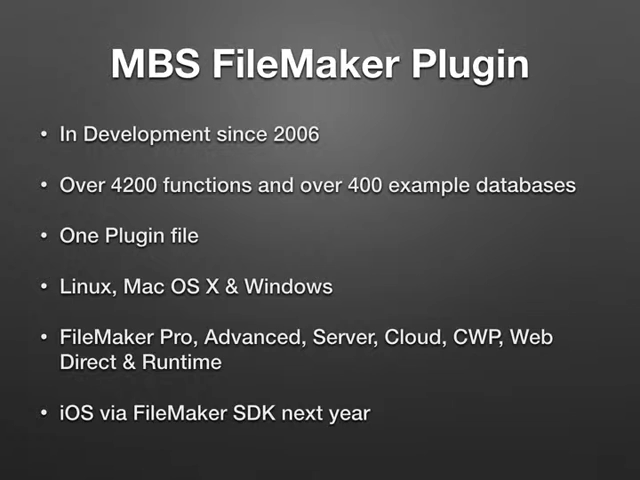 MBS FileMaker Plugin
• In Development since 2006
• Over 4200 functions and over 400 example databases
• One Plugin file
• Linux, Mac OS X & Windows
• FileMaker Pro, Advanced, Server, Cloud, CWP, Web
Direct & Runtime
• iOS via FileMaker SDK next year